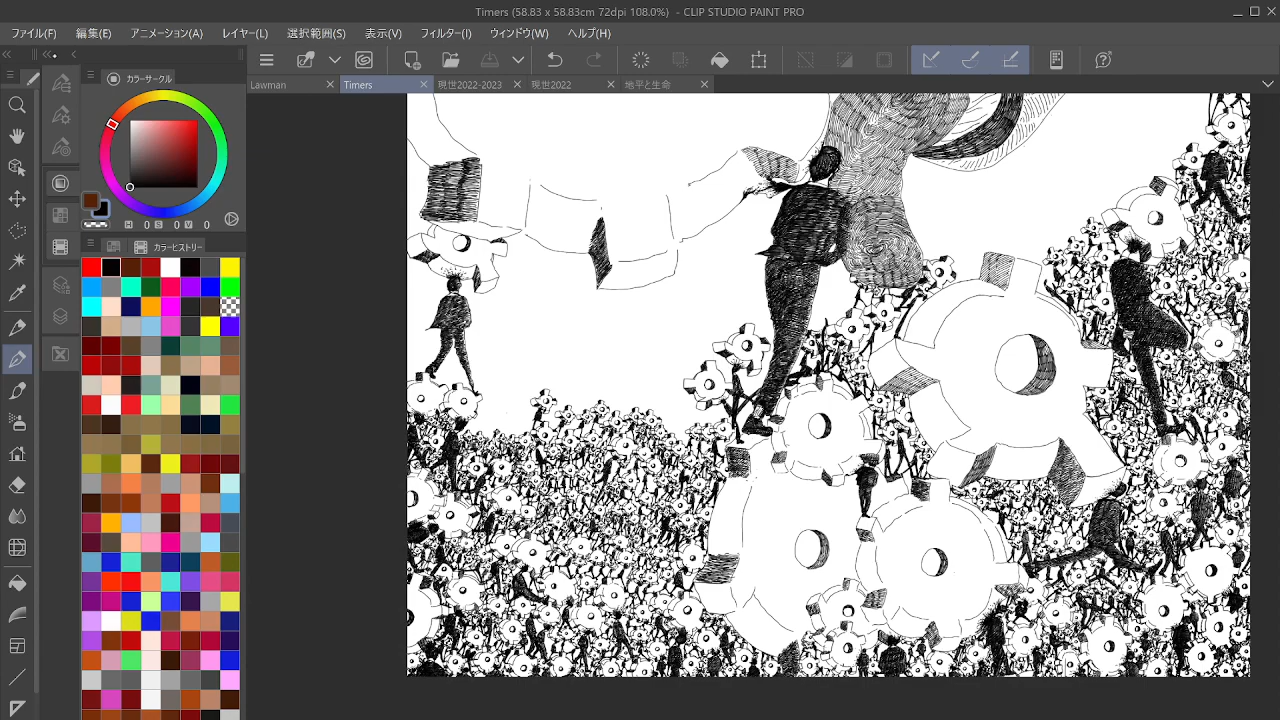 Timers (58.83 x 58.83cm 72dpi 108.0%) - CLIP STUDIO PAINT PRO
ファイル(F) 編集(E) アニメーション(A) レイヤー(L) 選択範囲(S) 表示(V) フィルター(I) ウィンドウ(W) ヘルプ(H)
カラーサークル
Lawman Timers 現世2022-2023 現世2022 地平と生命
H 0 S 0 V 0
カラーヒストリー